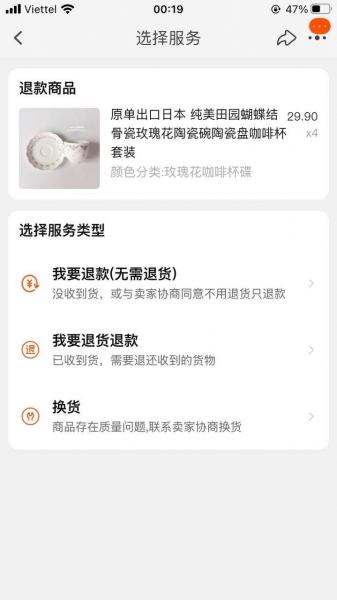 Viettel
00:19
47%
选择服务
退款商品
原单出口日本 纯美田园蝴蝶结
29.90
骨瓷玫瑰花陶瓷碗陶瓷盘咖啡杯
x4
套装
颜色分类:玫瑰花咖啡杯碟
选择服务类型
我要退款(无需退货)
没收到货，或与卖家协商同意不用退货只退款
我要退货退款
退
已收到货，需要退还收到的货物
换货
商品存在质量问题,联系卖家协商换货